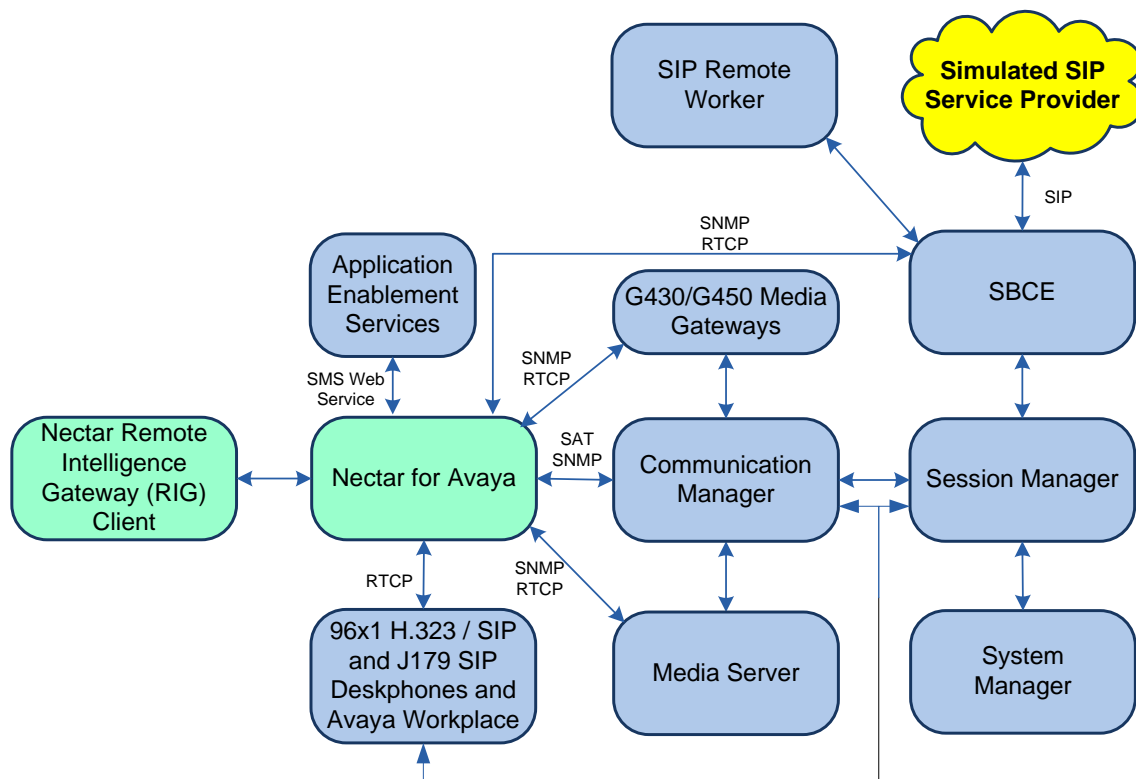 SIP Remote
Worker
Simulated SIP
Service Provider
SIP
SNMP
RTCP
Application
Enablement
Services
G430/G450 Media
Gateways
SBCE
SNMP
RTCP
SMS Web
Service
Nectar Remote
Intelligence
Gateway (RIG)
Client
Nectar for Avaya
SAT
SNMP
Communication
Manager
Session Manager
RTCP
SNMP
RTCP
96x1 H.323 / SIP
and J179 SIP
Deskphones and
Avaya Workplace
Media Server
System
Manager